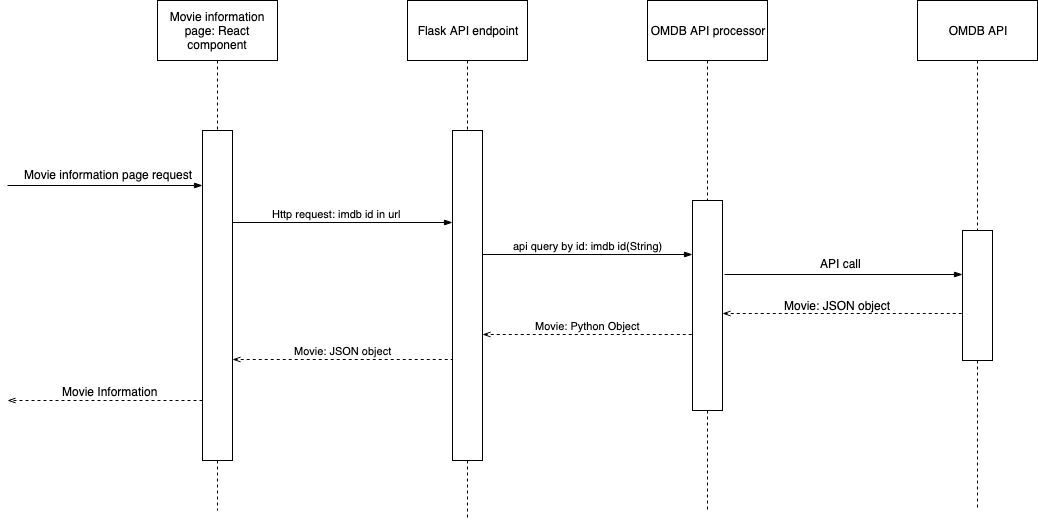 Movie information
page: React
component
Flask API endpoint
OMDB API processor
OMDB API
Movie information page request
Http request: imdb id in url
api query by id: imdb id(String)
API call
Movie: JSON object
Movie: Python Object
Movie: JSON object
Movie Information